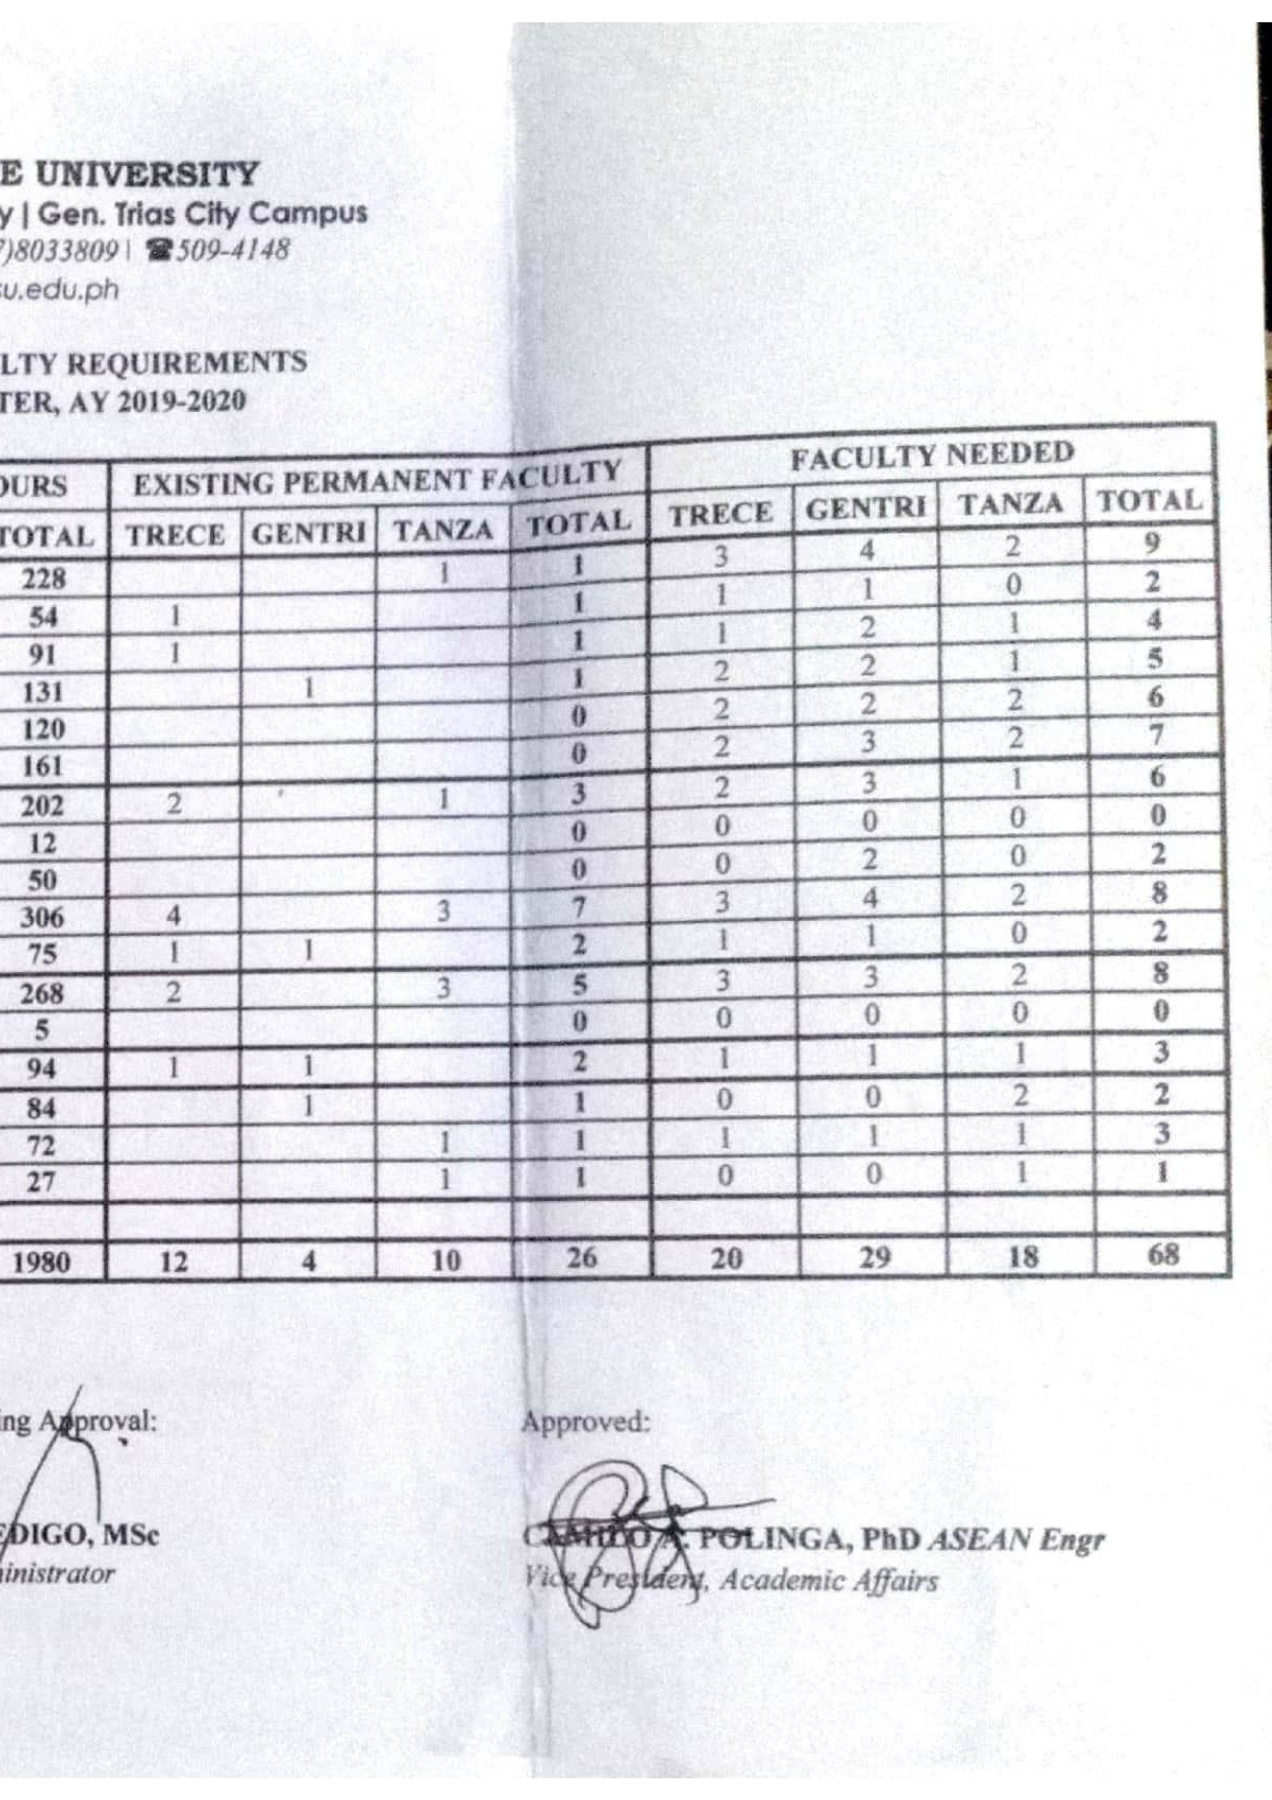 E UNIVERSITY
y | Gen. Trias City Campus
7)8033809 | ☎509-4148
su.edu.ph
LTY REQUIREMENTS
TER, AY 2019-2020
OURS EXISTING PERMANENT FACULTY FACULTY NEEDED
TOTAL TRECE GENTRI TANZA TOTAL TRECE GENTRI TANZA TOTAL
228 1 1 3 4 2 9
54 1 1 1 1 0 2
91 1 1 1 2 1 4
131 1 1 2 2 1 5
120 0 2 2 2 6
161 0 2 3 2 7
202 2 1 3 2 3 1 6
12 0 0 0 0 0
50 0 0 2 0 2
306 4 3 7 3 4 2 8
75 1 1 2 1 1 0 2
268 2 3 5 3 3 2 8
5 0 0 0 0 0
94 1 1 2 1 1 1 3
84 1 1 0 0 2 2
72 1 1 1 1 1 3
27 1 1 0 0 1 1
1980 12 4 10 26 20 29 18 68
ing Approval: Approved:
EDIGO, MSc CAMILO A. POLINGA, PhD ASEAN Engr
inistrator Vice President, Academic Affairs